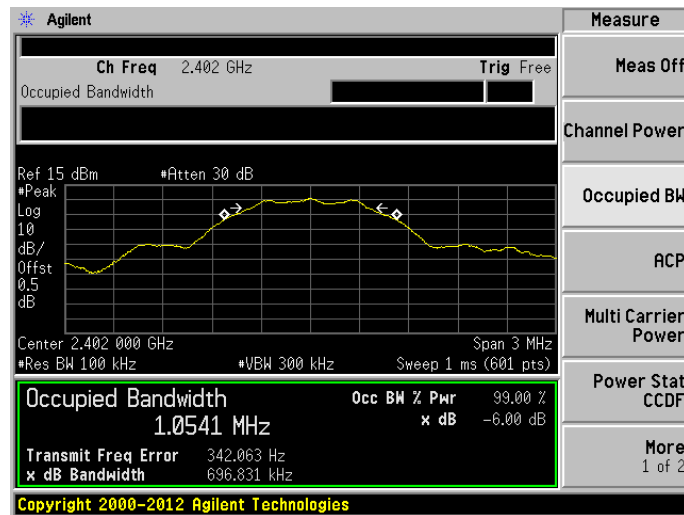 Agilent
Measure
Ch Freq 2.402 GHz Trig Free
Occupied Bandwidth
Meas Off
Channel Power
Occupied BW
ACP
Multi Carrier
Power
Power Stat
CCDF
More
1 of 2
Ref 15 dBm #Atten 30 dB
#Peak
Log
10
dB/
Offst
0.5
dB
Center 2.402 000 GHz Span 3 MHz
#Res BW 100 kHz #VBW 300 kHz Sweep 1 ms (601 pts)
Occupied Bandwidth Occ BW % Pwr 99.00 %
1.0541 MHz x dB -6.00 dB
Transmit Freq Error 342.063 Hz
x dB Bandwidth 696.831 kHz
Copyright 2000-2012 Agilent Technologies